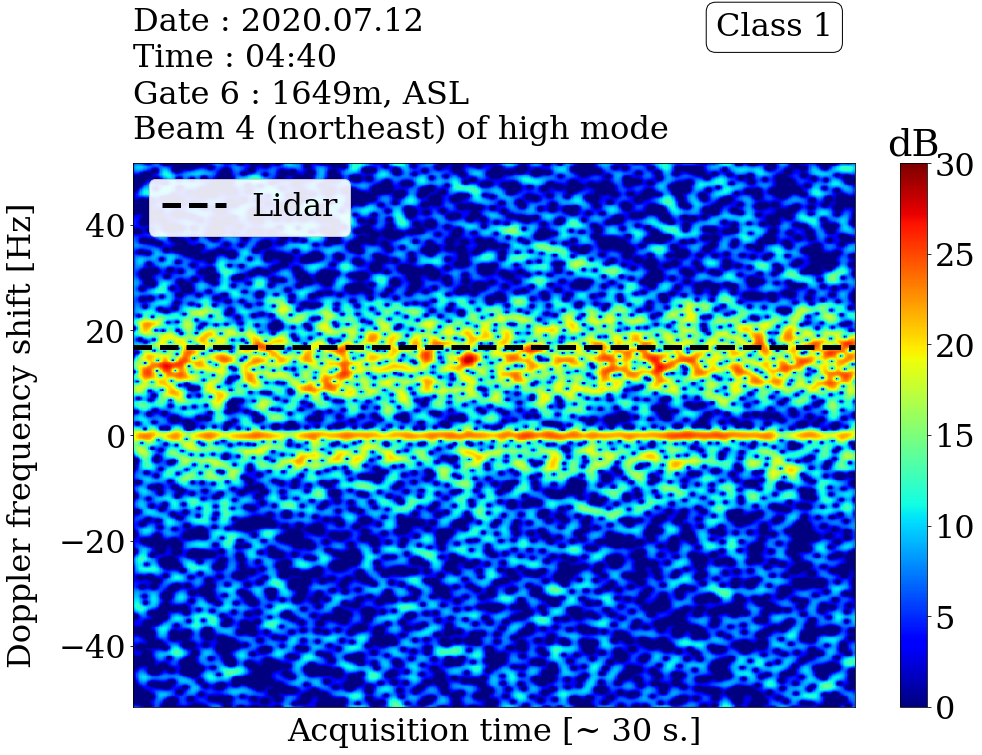 Date : 2020.07.12
Time : 04:40
Gate 6 : 1649m, ASL
Beam 4 (northeast) of high mode
Class 1
dB
Lidar
Doppler frequency shift [Hz]
40
20
0
−20
−40
30
25
20
15
10
5
0
Acquisition time [~ 30 s.]